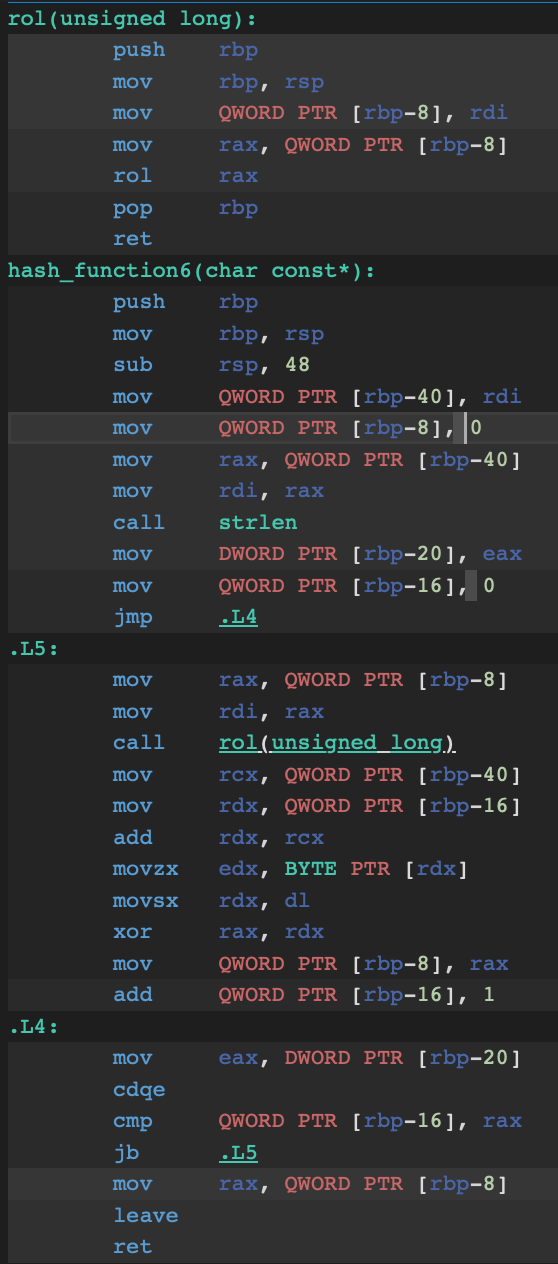 rol(unsigned long):
push rbp
mov rbp, rsp
mov QWORD PTR [rbp-8], rdi
mov rax, QWORD PTR [rbp-8]
rol rax
pop rbp
ret
hash_function6(char const*):
push rbp
mov rbp, rsp
sub rsp, 48
mov QWORD PTR [rbp-40], rdi
mov QWORD PTR [rbp-8], 0
mov rax, QWORD PTR [rbp-40]
mov rdi, rax
call strlen
mov DWORD PTR [rbp-20], eax
mov QWORD PTR [rbp-16], 0
jmp .L4
.L5:
mov rax, QWORD PTR [rbp-8]
mov rdi, rax
call rol(unsigned long)
mov rcx, QWORD PTR [rbp-40]
mov rdx, QWORD PTR [rbp-16]
add rdx, rcx
movzx edx, BYTE PTR [rdx]
movsx rdx, dl
xor rax, rdx
mov QWORD PTR [rbp-8], rax
add QWORD PTR [rbp-16], 1
.L4:
mov eax, DWORD PTR [rbp-20]
cdqe
cmp QWORD PTR [rbp-16], rax
jb .L5
mov rax, QWORD PTR [rbp-8]
leave
ret